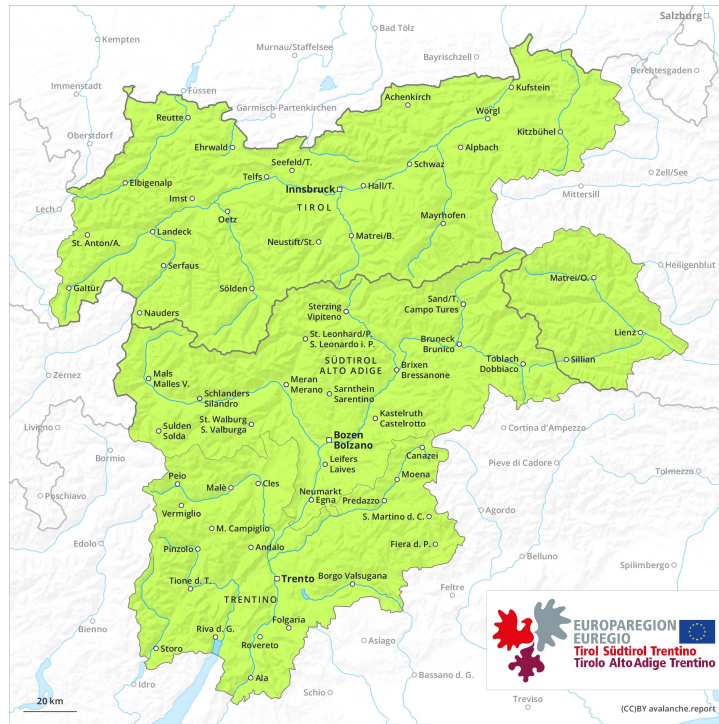 Salzburg
Kempten
Bad Tölz
Murnau/Staffelsee
Bayrischzell
Berchtesgaden
Immenstadt
Füssen
Kufstein
Achenkirch
Garmisch-Partenkirchen
Reutte
Wörgl
Oberstdorf
Kitzbühel
Ehrwald
Alpbach
Seefeld/T.
Schwaz
Telfs
Zell/See
Elbigenalp
Innsbruck
Hall/T.
Imst
Mittersill
Lech
TIROL
Oetz
Mayrhofen
St. Anton/A.
Landeck
Neustift/St.
Matrei/B.
Serfaus
Heiligenblut
Matrei/O.
Galtür
Sölden
Nauders
Sand/T.
Campo Tures
Sterzing
Vipiteno
Lienz
St. Leonhard/P.
S. Leonardo i. P.
Bruneck
Brunico
Sillian
SÜDTIROL
ALTO ADIGE
Toblach
Dobbiaco
Brixen
Bressanone
Zernez
Mals
Malles V.
Meran
Merano
Schlanders
Silandro
Sarnthein
Sarentino
St. Walburg
S. Valburga
Kastelruth
Castelrotto
Livigno
Sulden
Solda
Cortina d'Ampezzo
Bozen
Bolzano
Bormio
Canazei
Pieve di Cadore
Leifers
Laives
Tolmezzo
Peio
Moena
Malè
Cles
Poschiavo
Neumarkt
Egna
Predazzo
Vermiglio
Agordo
S. Martino d. C.
M. Campiglio
Edolo
Pinzolo
Andalo
Fiera d. P.
Belluno
Spilimbergo
Trento
Borgo Valsugana
Tione d. T.
Feltre
TRENTINO
Folgaria
Bienno
Riva d. G.
Rovereto
Asiago
Storo
Ala
Bassano d. G.
Idro
Schio
Treviso
EUROPAREGION
EUREGIO
Tirol Südtirol Trentino
Tirolo Alto Adige Trentino
20 km
(CC)BY avalanche.report